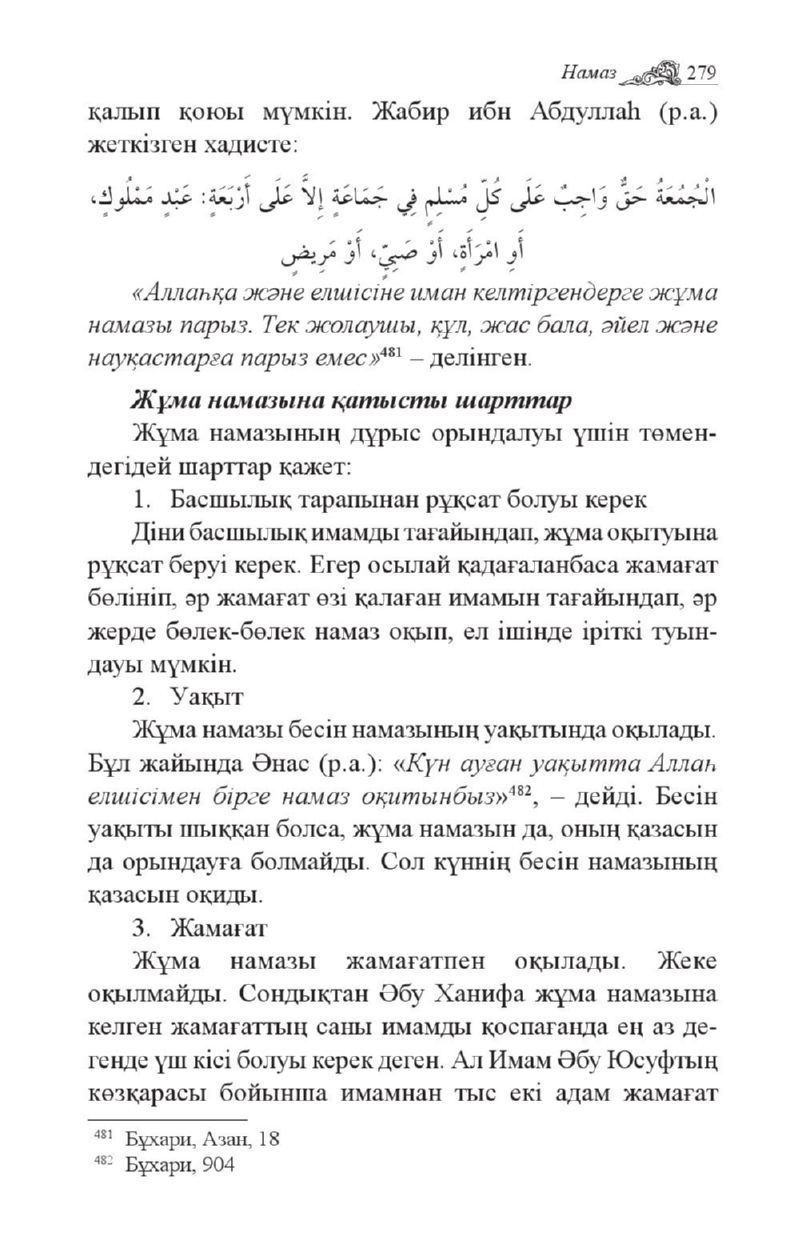 Намаз 279
қалып қоюы мүмкін. Жабир ибн Абдуллаһ (р.а.)
жеткізген хадисте:
الْجُمُعَةُ حَقٌّ وَاجِبٌ عَلَى كُلِّ مُسْلِمٍ فِي جَمَاعَةٍ إِلاَّ عَلَى أَرْبَعَةٍ: عَبْدٍ مَمْلُوكٍ،
أَوِ امْرَأَةٍ، أَوْ صَبِيٍّ، أَوْ مَرِيضٍ
«Аллаһқа және елшісіне иман келтіргендерге жұма
намазы парыз. Тек жолаушы, құл, жас бала, әйел және
науқастарға парыз емес»⁴⁸¹ – делінген.
Жұма намазына қатысты шарттар
Жұма намазының дұрыс орындалуы үшін төмен-
дегідей шарттар қажет:
1. Басшылық тарапынан рұқсат болуы керек
Діни басшылық имамды тағайындап, жұма оқытуына
рұқсат беруі керек. Егер осылай қадағаланбаса жамағат
бөлініп, әр жамағат өзі қалаған имамын тағайындап, әр
жерде бөлек-бөлек намаз оқып, ел ішінде іріткі туын-
дауы мүмкін.
2. Уақыт
Жұма намазы бесін намазының уақытында оқылады.
Бұл жайында Әнас (р.а.): «Күн ауған уақытта Аллаһ
елшісімен бірге намаз оқитынбыз»⁴⁸², – дейді. Бесін
уақыты шыққан болса, жұма намазын да, оның қазасын
да орындауға болмайды. Сол күннің бесін намазының
қазасын оқиды.
3. Жамағат
Жұма намазы жамағатпен оқылады. Жеке
оқылмайды. Сондықтан Әбу Ханифа жұма намазына
келген жамағаттың саны имамды қоспағанда ең аз де-
генде үш кісі болуы керек деген. Ал Имам Әбу Юсуфтың
көзқарасы бойынша имамнан тыс екі адам жамағат
⁴⁸¹ Бұхари, Азан, 18
⁴⁸² Бұхари, 904